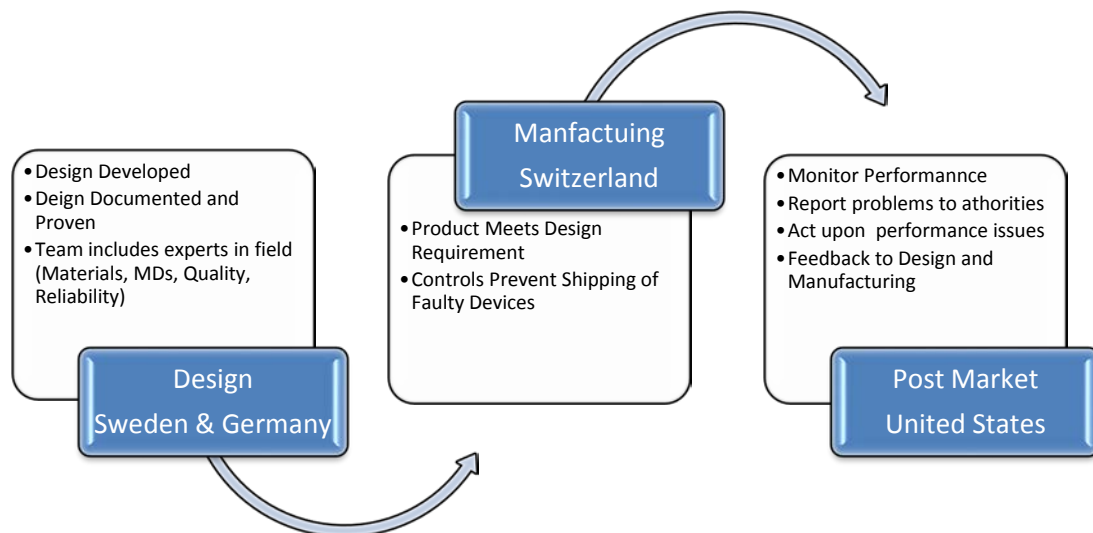 • Design Developed
• Deign Documented and
Proven
• Team includes experts in field
(Materials, MDs, Quality,
Reliability)
Design
Sweden & Germany
Manfactuing
Switzerland
• Product Meets Design
Requirement
• Controls Prevent Shipping of
Faulty Devices
• Monitor Performannce
• Report problems to athorities
• Act upon performance issues
• Feedback to Design and
Manufacturing
Post Market
United States